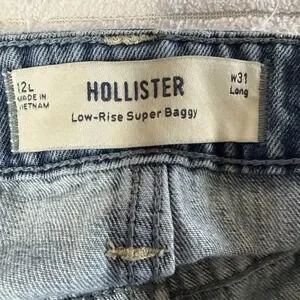 12L
MADE IN
VIETNAM
HOLLISTER
Low-Rise Super Baggy
W31
Long